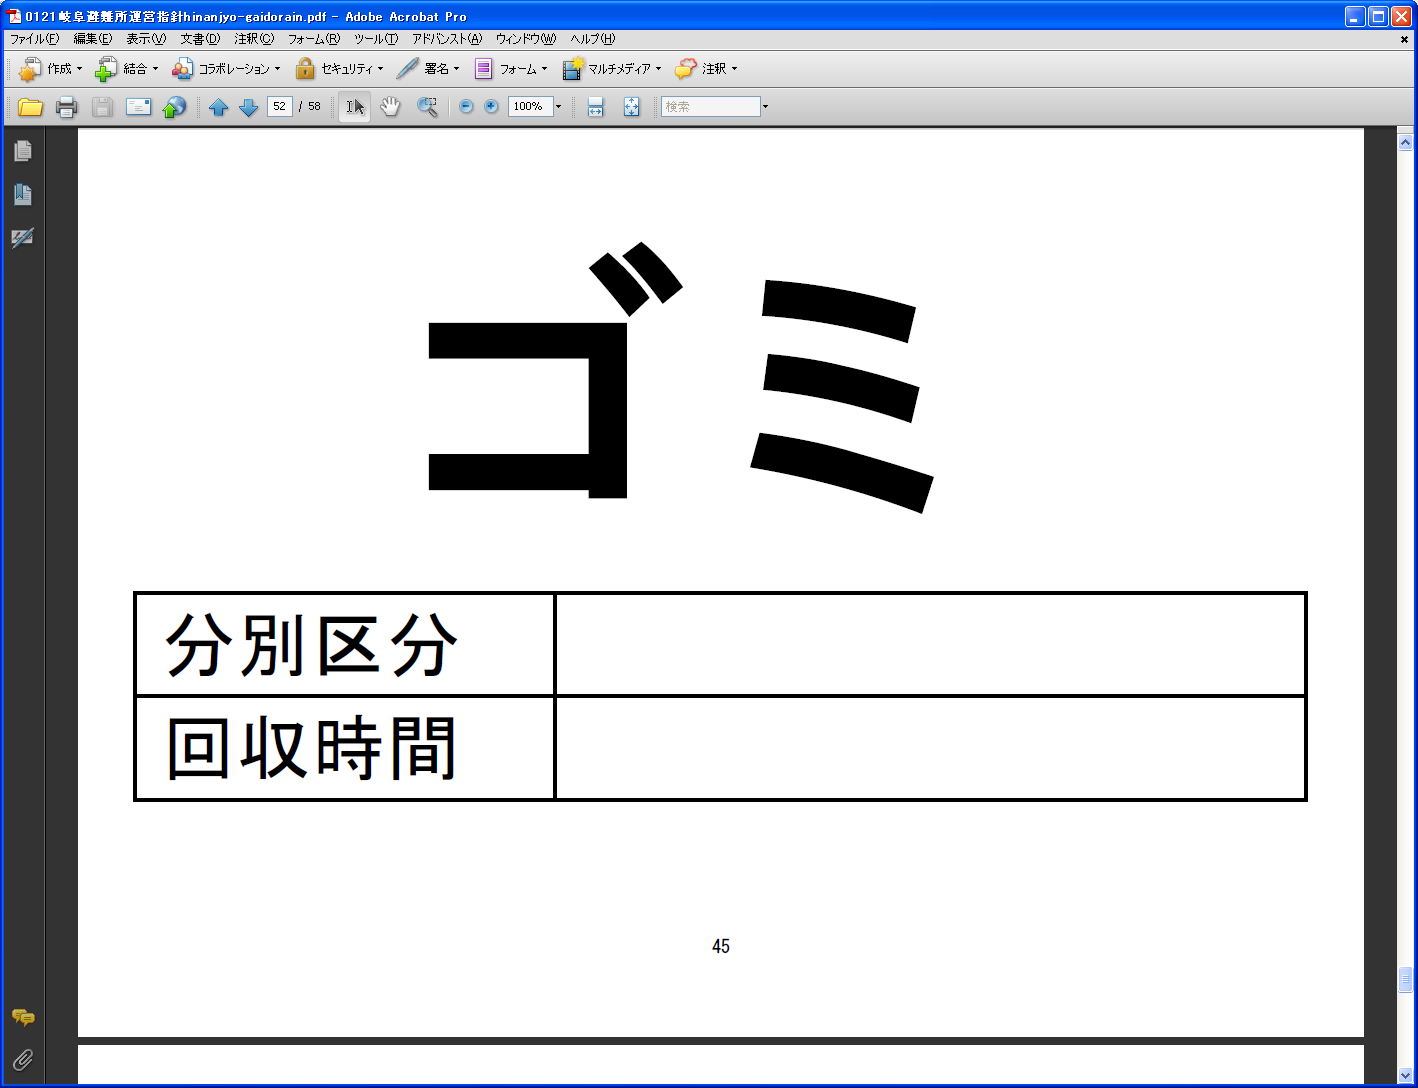 0121岐阜避難所運営指針hinanjyo-gaidorain.pdf - Adobe Acrobat Pro
ファイル(F) 編集(E) 表示(V) 文書(D) 注釈(C) フォーム(R) ツール(T) アドバンスト(A) ウィンドウ(W) ヘルプ(H)
作成 結合 コラボレーション セキュリティ 署名 フォーム マルチメディア 注釈
52 / 58 100% 検索
ゴミ
分別区分
回収時間
45